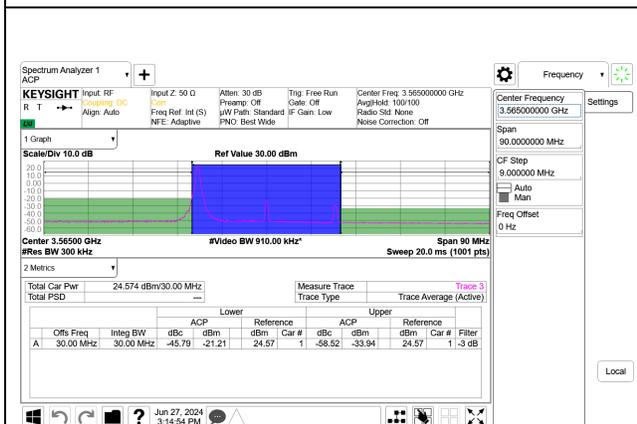 Spectrum Analyzer 1
ACP
Frequency
KEYSIGHT
R T
LXI
Input: RF
Coupling: DC
Align: Auto
Input Z: 50 Ω
Corr
Freq Ref: Int (S)
NFE: Adaptive
Atten: 30 dB
Preamp: Off
µW Path: Standard
PNO: Best Wide
Trig: Free Run
Gate: Off
IF Gain: Low
Center Freq: 3.565000000 GHz
Avg|Hold: 100/100
Radio Std: None
Noise Correction: Off
Center Frequency
3.565000000 GHz
Settings
Span
90.0000000 MHz
CF Step
9.000000 MHz
Auto
Man
Freq Offset
0 Hz
1 Graph
Scale/Div 10.0 dB
Ref Value 30.00 dBm
20.0
10.0
0.00
-10.0
-20.0
-30.0
-40.0
-50.0
-60.0
Center 3.56500 GHz
#Video BW 910.00 kHz*
Span 90 MHz
#Res BW 300 kHz
Sweep 20.0 ms (1001 pts)
2 Metrics
Total Car Pwr 24.574 dBm/30.00 MHz Measure Trace Trace 3
Total PSD --- Trace Type Trace Average (Active)
Lower Upper
ACP Reference ACP Reference
Offs Freq Integ BW dBc dBm dBm Car # dBc dBm dBm Car # Filter
A 30.00 MHz 30.00 MHz -45.79 -21.21 24.57 1 -58.52 -33.94 24.57 1 -3 dB
Local
?
Jun 27, 2024
3:14:54 PM